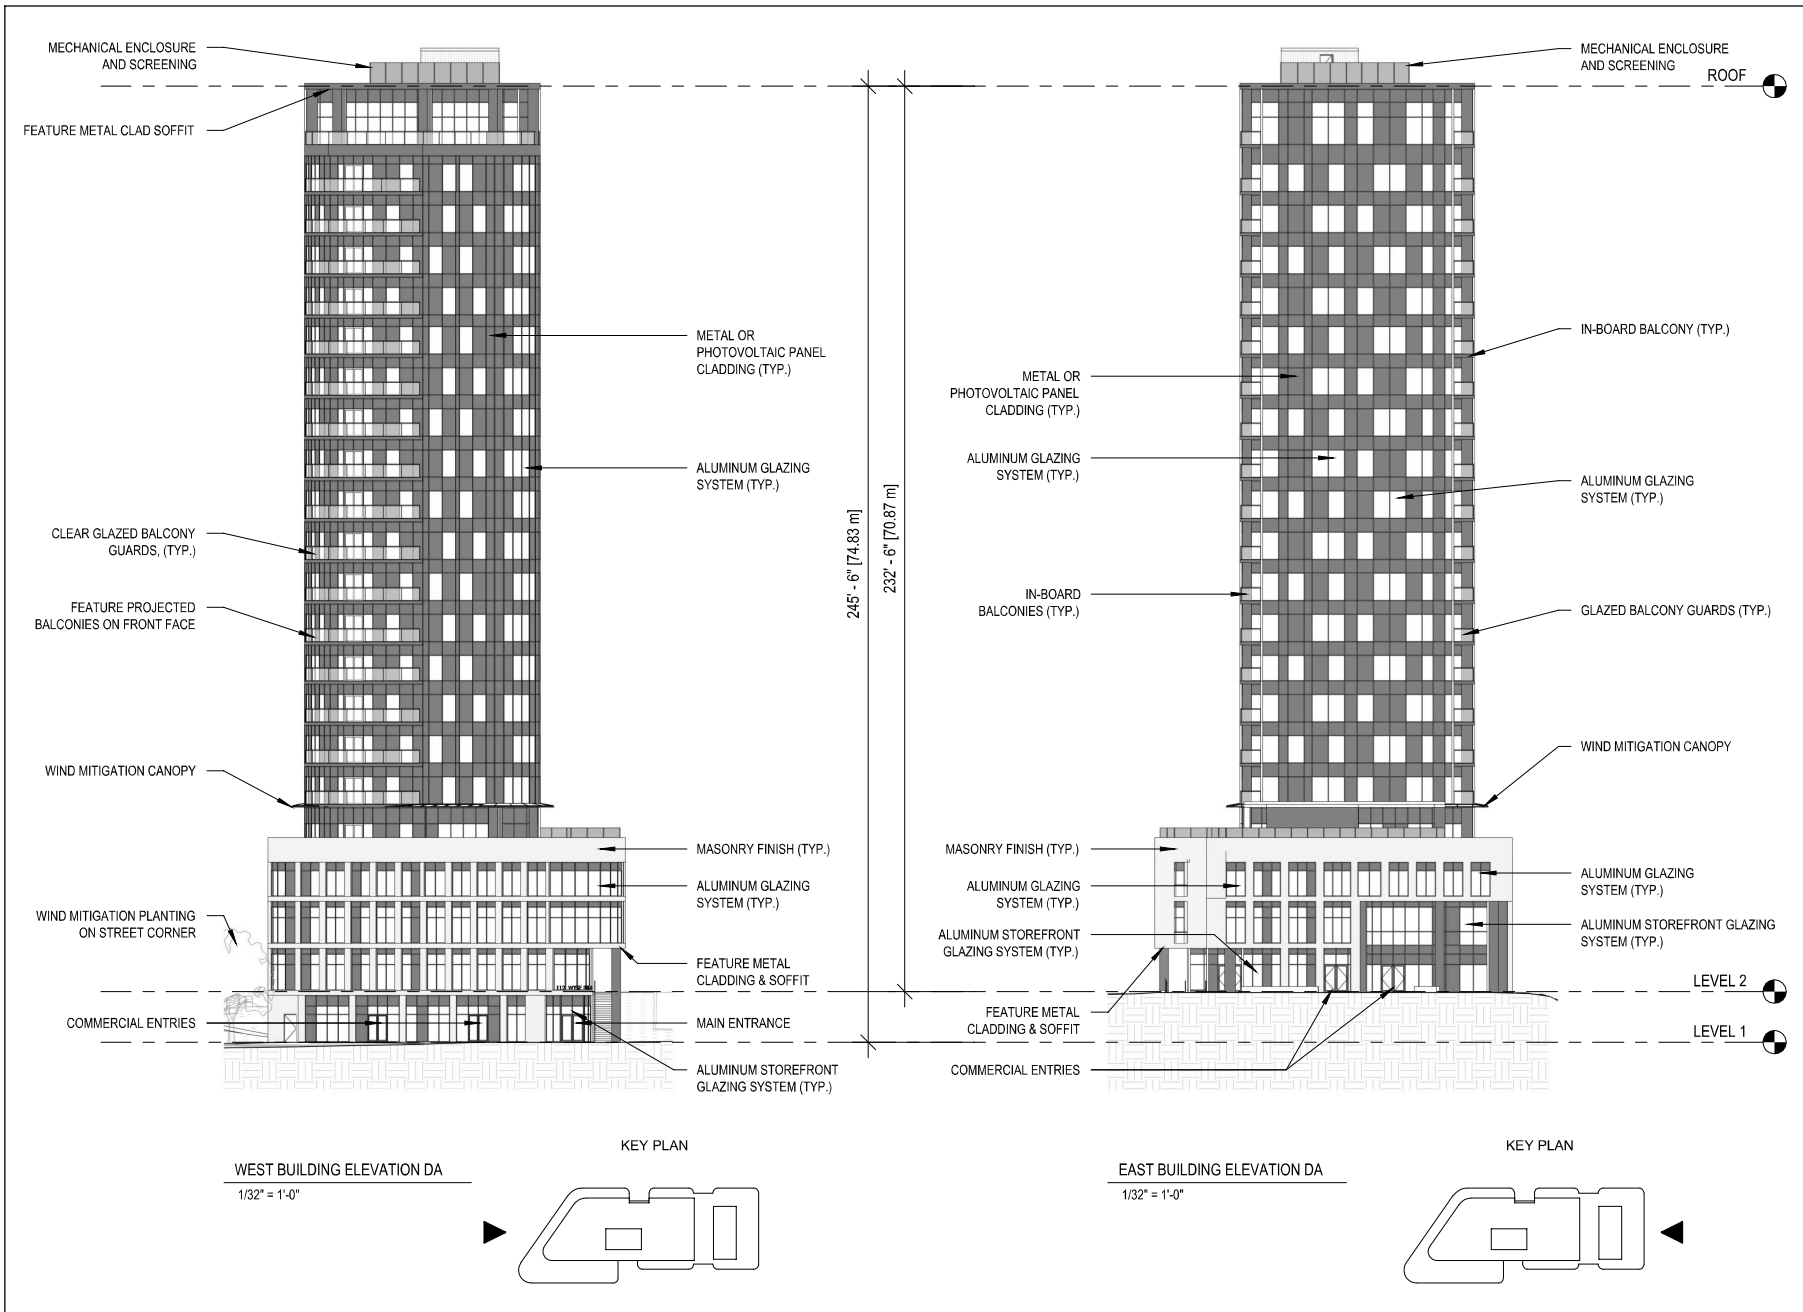 MECHANICAL ENCLOSURE
AND SCREENING
FEATURE METAL CLAD SOFFIT
METAL OR
PHOTOVOLTAIC PANEL
CLADDING (TYP.)
ALUMINUM GLAZING
SYSTEM (TYP.)
CLEAR GLAZED BALCONY
GUARDS, (TYP.)
FEATURE PROJECTED
BALCONIES ON FRONT FACE
WIND MITIGATION CANOPY
MASONRY FINISH (TYP.)
ALUMINUM GLAZING
SYSTEM (TYP.)
WIND MITIGATION PLANTING
ON STREET CORNER
FEATURE METAL
CLADDING & SOFFIT
112 WYSE RD
COMMERCIAL ENTRIES
MAIN ENTRANCE
ALUMINUM STOREFRONT
GLAZING SYSTEM (TYP.)
245' - 6" [74.83 m]
232' - 6" [70.87 m]
MECHANICAL ENCLOSURE
AND SCREENING
ROOF
IN-BOARD BALCONY (TYP.)
METAL OR
PHOTOVOLTAIC PANEL
CLADDING (TYP.)
ALUMINUM GLAZING
SYSTEM (TYP.)
ALUMINUM GLAZING
SYSTEM (TYP.)
IN-BOARD
BALCONIES (TYP.)
GLAZED BALCONY GUARDS (TYP.)
WIND MITIGATION CANOPY
MASONRY FINISH (TYP.)
ALUMINUM GLAZING
SYSTEM (TYP.)
ALUMINUM GLAZING
SYSTEM (TYP.)
ALUMINUM STOREFRONT
GLAZING SYSTEM (TYP.)
ALUMINUM STOREFRONT GLAZING
SYSTEM (TYP.)
LEVEL 2
FEATURE METAL
CLADDING & SOFFIT
LEVEL 1
COMMERCIAL ENTRIES
KEY PLAN
WEST BUILDING ELEVATION DA
1/32" = 1'-0"
KEY PLAN
EAST BUILDING ELEVATION DA
1/32" = 1'-0"